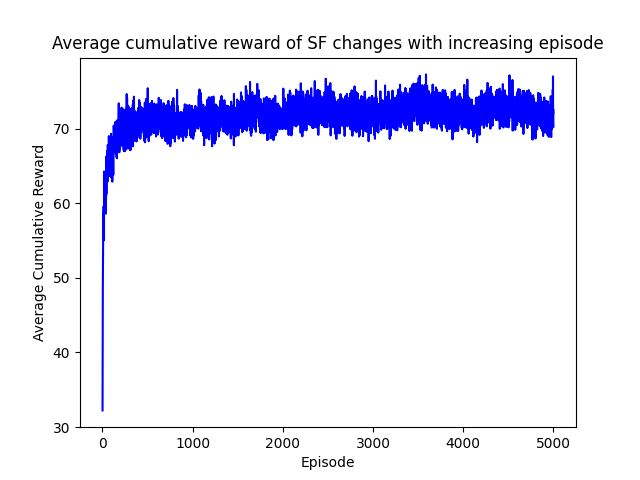 Average cumulative reward of SF changes with increasing episode
Average Cumulative Reward
70
60
50
40
30
0 1000 2000 3000 4000 5000
Episode